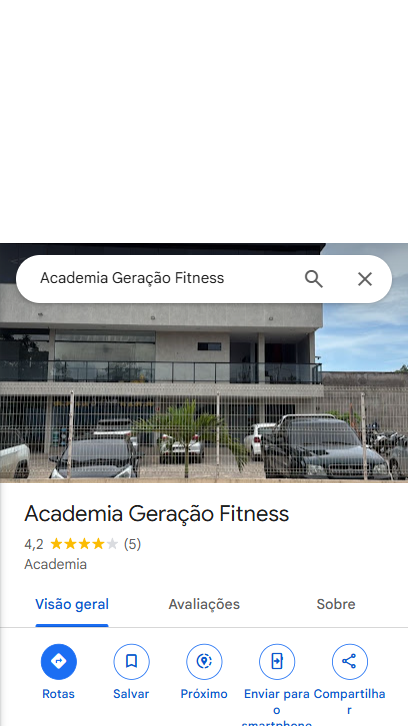 Academia Geração Fitness
Academia Geração Fitness
4,2 (5)
Academia
Visão geral Avaliações Sobre
Rotas Salvar Próximo Enviar para o smartphone Compartilhar